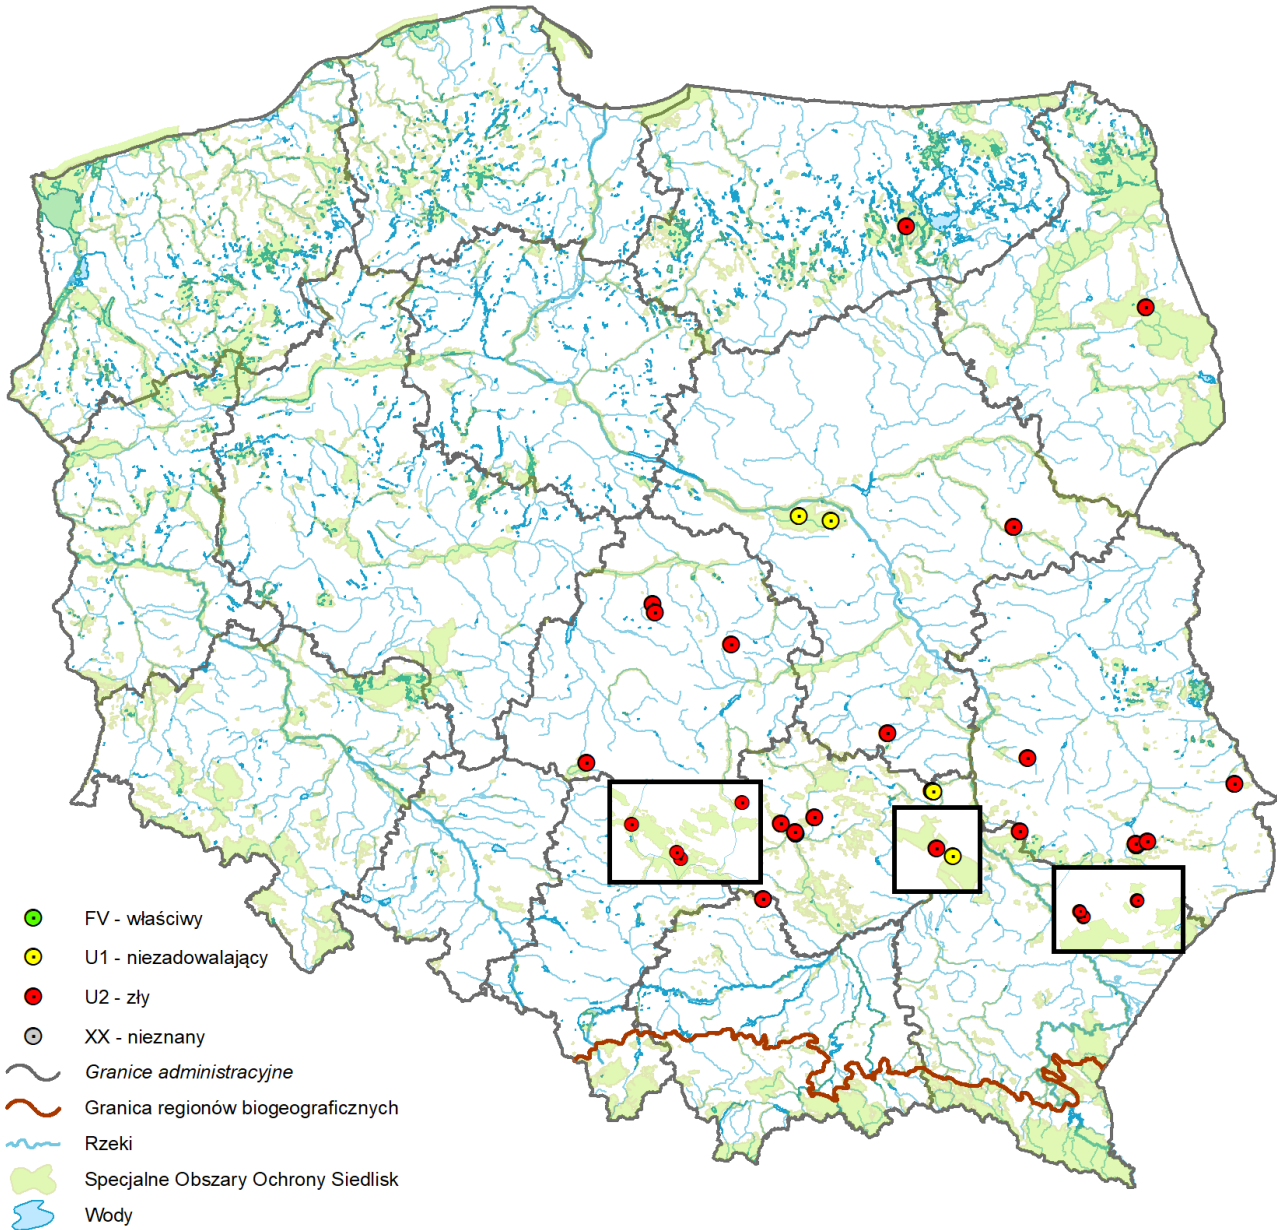 FV - właściwy
U1 - niezadowalający
U2 - zły
XX - nieznany
Granice administracyjne
Granica regionów biogeograficznych
Rzeki
Specjalne Obszary Ochrony Siedlisk
Wody